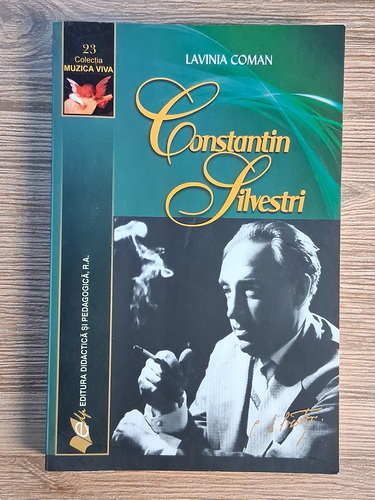 23
Colecția
MUZICA VIVA
LAVINIA COMAN
Constantin
Silvestri
EDITURA DIDACTICĂ ȘI PEDAGOGICĂ, R.A.